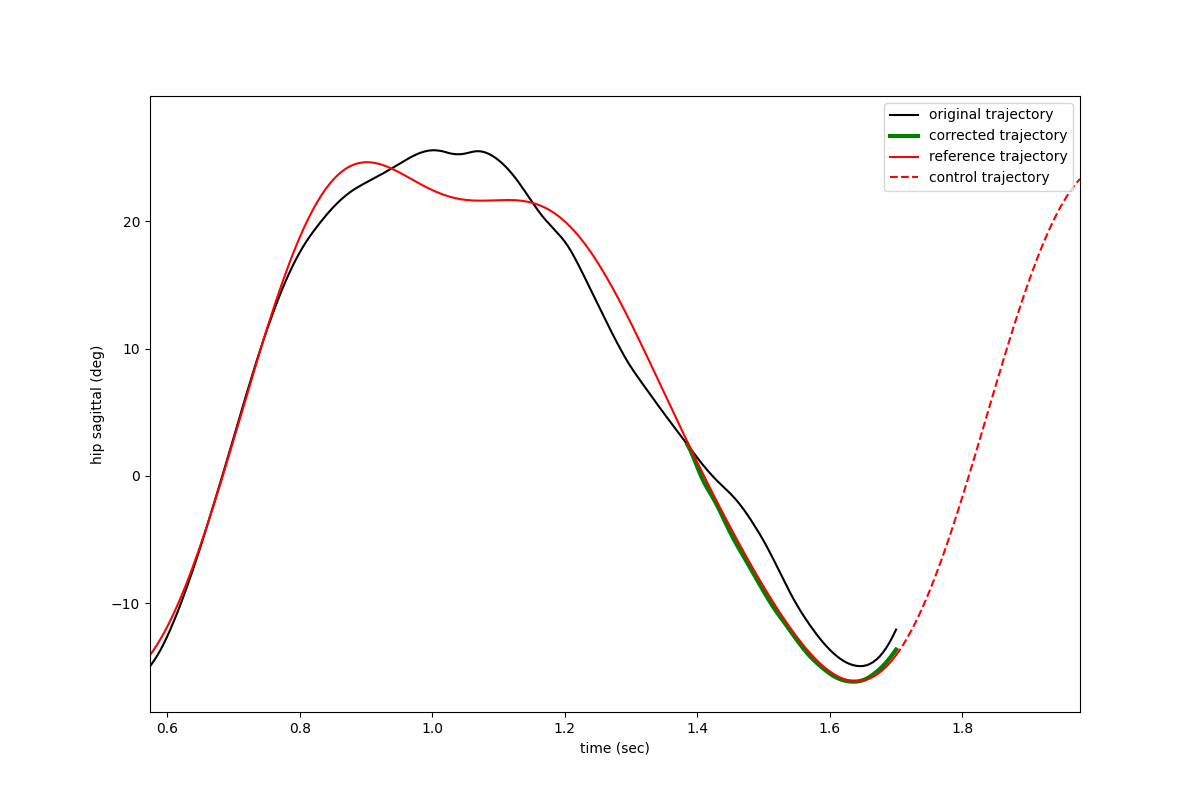 original trajectory
corrected trajectory
reference trajectory
control trajectory
20
10
0
−10
hip sagittal (deg)
0.6 0.8 1.0 1.2 1.4 1.6 1.8
time (sec)